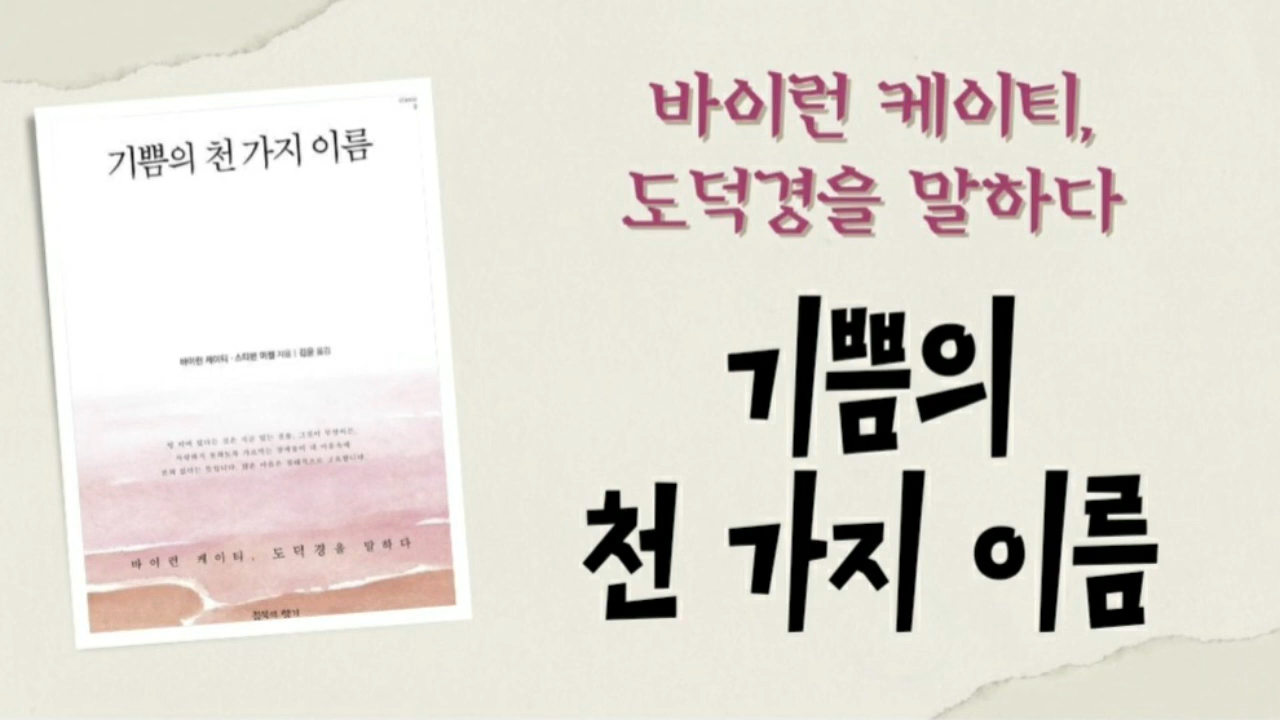 기쁨의 천 가지 이름
바이런 케이티 · 스티븐 미첼 지음 | 김윤 옮김
바이런 케이티, 도덕경을 말하다
침묵의 향기
바이런 케이티,
도덕경을 말하다
기쁨의
천 가지 이름